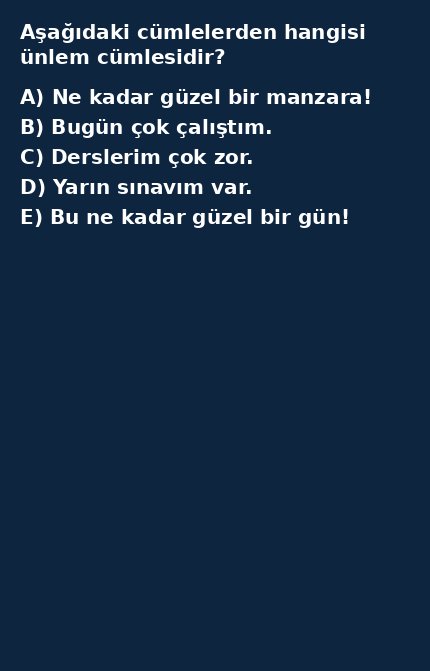 Aşağıdaki cümlelerden hangisi
ünlem cümlesidir?
A) Ne kadar güzel bir manzara!
B) Bugün çok çalıştım.
C) Derslerim çok zor.
D) Yarın sınavım var.
E) Bu ne kadar güzel bir gün!